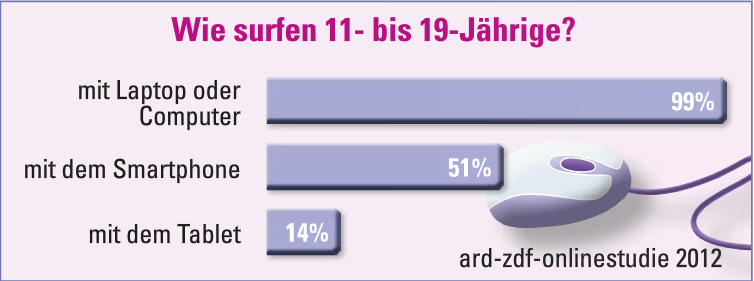 Wie surfen 11- bis 19-Jährige?
mit Laptop oder
Computer
99%
mit dem Smartphone
51%
mit dem Tablet
14%
ard-zdf-onlinestudie 2012